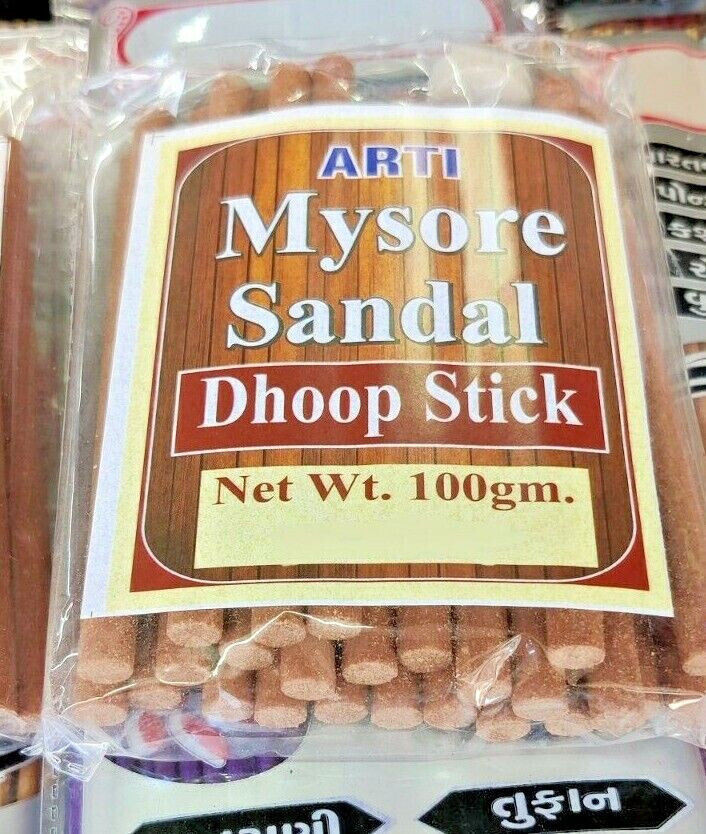 ARTI
Mysore
Sandal
Dhoop Stick
Net Wt. 100gm.
તુફાન